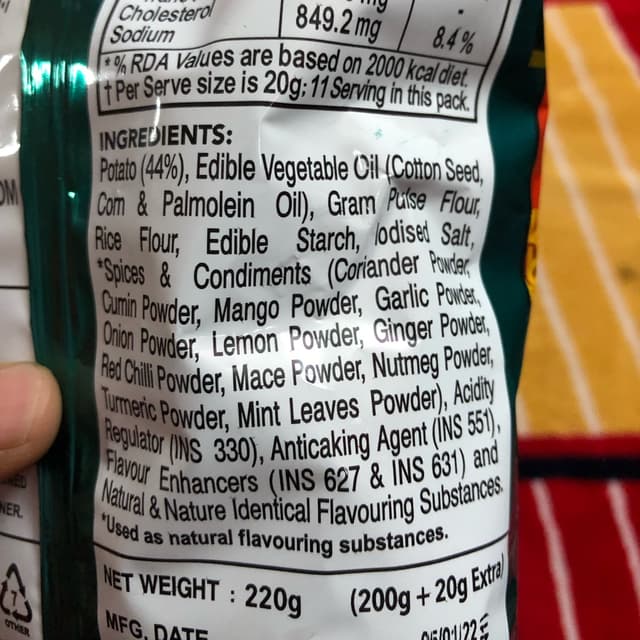 Cholesterol -
Sodium 849.2 mg 8.4 %
* % RDA Values are based on 2000 kcal diet.
† Per Serve size is 20g; 11 Serving in this pack.
INGREDIENTS:
Potato (44%), Edible Vegetable Oil (Cotton Seed,
Corn & Palmolein Oil), Gram Pulse Flour,
Rice Flour, Edible Starch, Iodised Salt,
*Spices & Condiments (Coriander Powder,
Cumin Powder, Mango Powder, Garlic Powder,
Onion Powder, Lemon Powder, Ginger Powder,
Red Chilli Powder, Mace Powder, Nutmeg Powder,
Turmeric Powder, Mint Leaves Powder), Acidity
Regulator (INS 330), Anticaking Agent (INS 551),
Flavour Enhancers (INS 627 & INS 631) and
Natural & Nature Identical Flavouring Substances.
*Used as natural flavouring substances.
NET WEIGHT : 220g (200g + 20g Extra)
MFG. DATE
7
OTHER